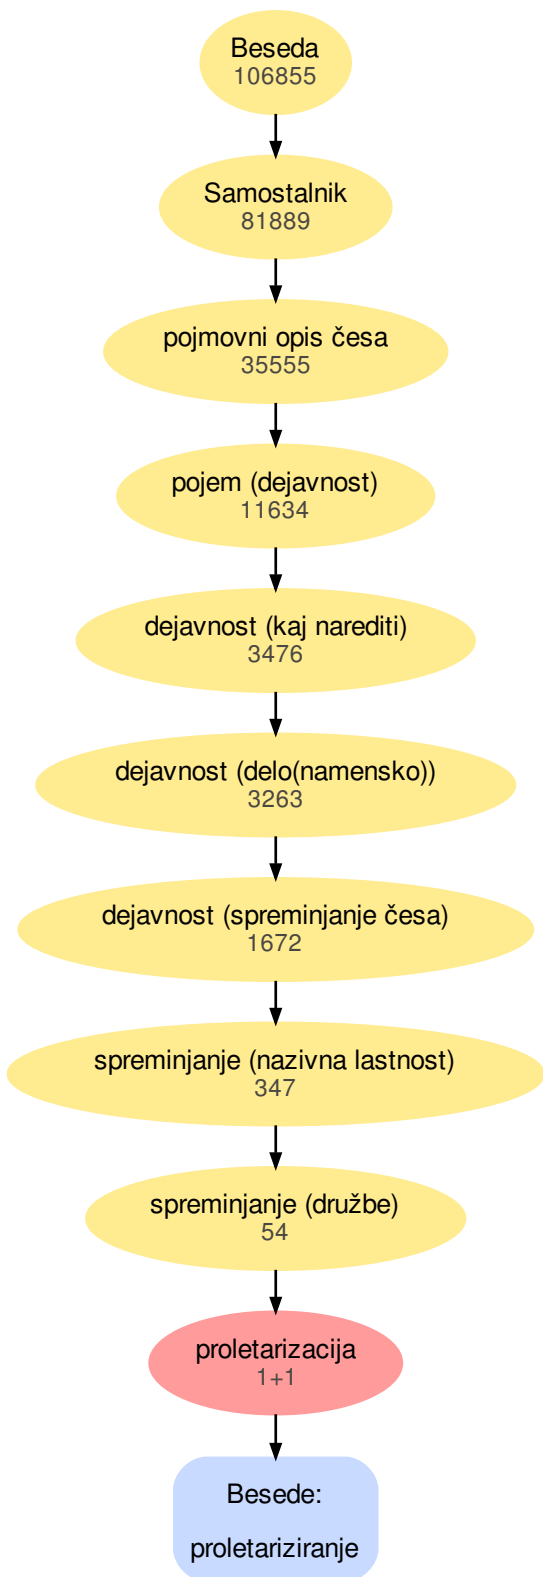 Beseda
106855
Samostalnik
81889
pojmovni opis česa
35555
pojem (dejavnost)
11634
dejavnost (kaj narediti)
3476
dejavnost (delo(namensko))
3263
dejavnost (spreminjanje česa)
1672
spreminjanje (nazivna lastnost)
347
spreminjanje (družbe)
54
proletarizacija
1+1
Besede:
proletariziranje